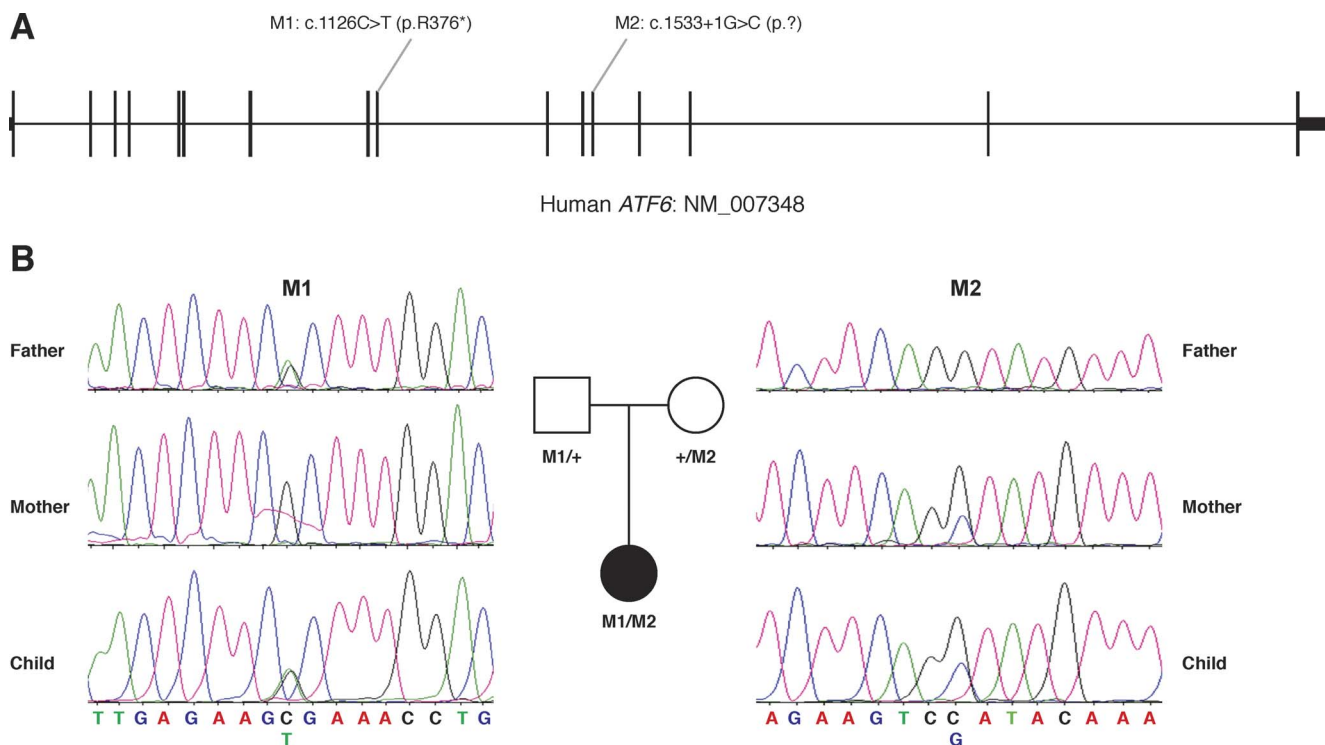 A
M1: c.1126C>T (p.R376*)
M2: c.1533+1G>C (p.?)
Human ATF6: NM_007348
B
M1
M2
Father
Father
M1/+
+/M2
Mother
Mother
M1/M2
Child
Child
T T G A G A A G C G A A A C C T G
T
A G A A G T C C A T A C A A A
G